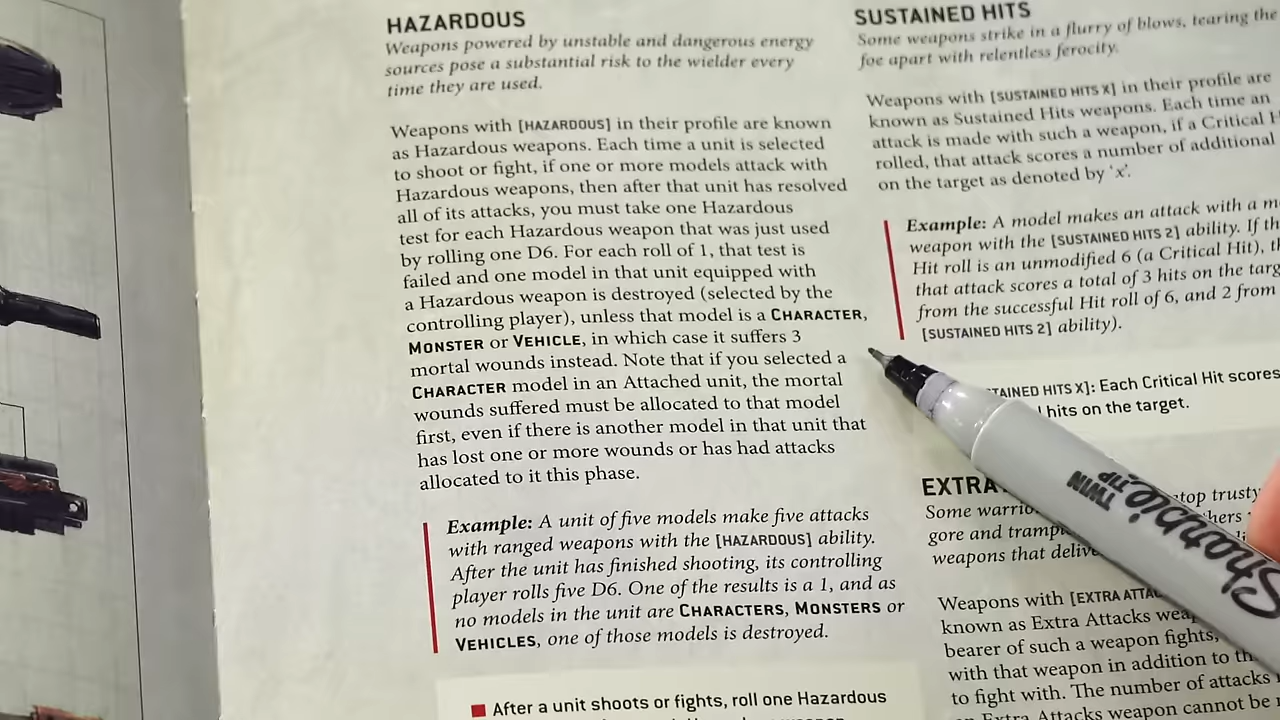 HAZARDOUS
Weapons powered by unstable and dangerous energy
sources pose a substantial risk to the wielder every
time they are used.
Weapons with [HAZARDOUS] in their profile are known
as Hazardous weapons. Each time a unit is selected
to shoot or fight, if one or more models attack with
Hazardous weapons, then after that unit has resolved
all of its attacks, you must take one Hazardous
test for each Hazardous weapon that was just used
by rolling one D6. For each roll of 1, that test is
failed and one model in that unit equipped with
a Hazardous weapon is destroyed (selected by the
controlling player), unless that model is a CHARACTER,
MONSTER or VEHICLE, in which case it suffers 3
mortal wounds instead. Note that if you selected a
CHARACTER model in an Attached unit, the mortal
wounds suffered must be allocated to that model
first, even if there is another model in that unit that
has lost one or more wounds or has had attacks
allocated to it this phase.
Example: A unit of five models make five attacks
with ranged weapons with the [HAZARDOUS] ability.
After the unit has finished shooting, its controlling
player rolls five D6. One of the results is a 1, and as
no models in the unit are CHARACTERS, MONSTERS or
VEHICLES, one of those models is destroyed.
After a unit shoots or fights, roll one Hazardous
SUSTAINED HITS
Some weapons strike in a flurry of blows, tearing the
foe apart with relentless ferocity.
Weapons with [SUSTAINED HITS X] in their profile are
known as Sustained Hits weapons. Each time an
attack is made with such a weapon, if a Critical
rolled, that attack scores a number of additional
on the target as denoted by 'x'.
Example: A model makes an attack with a
weapon with the [SUSTAINED HITS 2] ability. If
Hit roll is an unmodified 6 (a Critical Hit),
that attack scores a total of 3 hits on the
from the successful Hit roll of 6, and 2 from
[SUSTAINED HITS 2] ability).
HITS X]: Each Critical Hit scores
hits on the target.
EXTRA
Some
gore and
weapons that
Weapons with [EXTRA
known as Extra Attacks
bearer of such a weapon fights,
with that weapon in addition to
to fight with. The number of attacks
Extra Attacks weapon cannot be
Sharpie
TWIN TIP